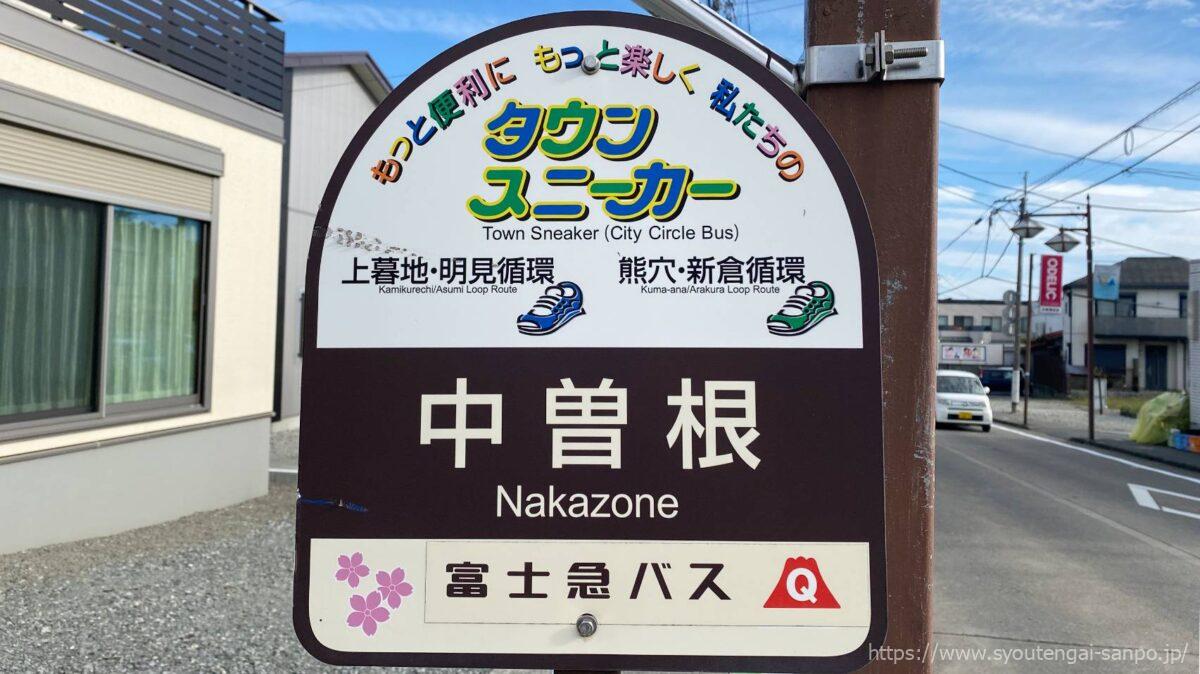 もっと便利に もっと楽しく 私たちの
タウン
スニーカー
Town Sneaker (City Circle Bus)
上暮地・明見循環
Kamikurechi/Asumi Loop Route
熊穴・新倉循環
Kuma-ana/Arakura Loop Route
中曽根
Nakazone
富士急バス
Q
ODELIC
https://www.syoutengai-sanpo.jp/